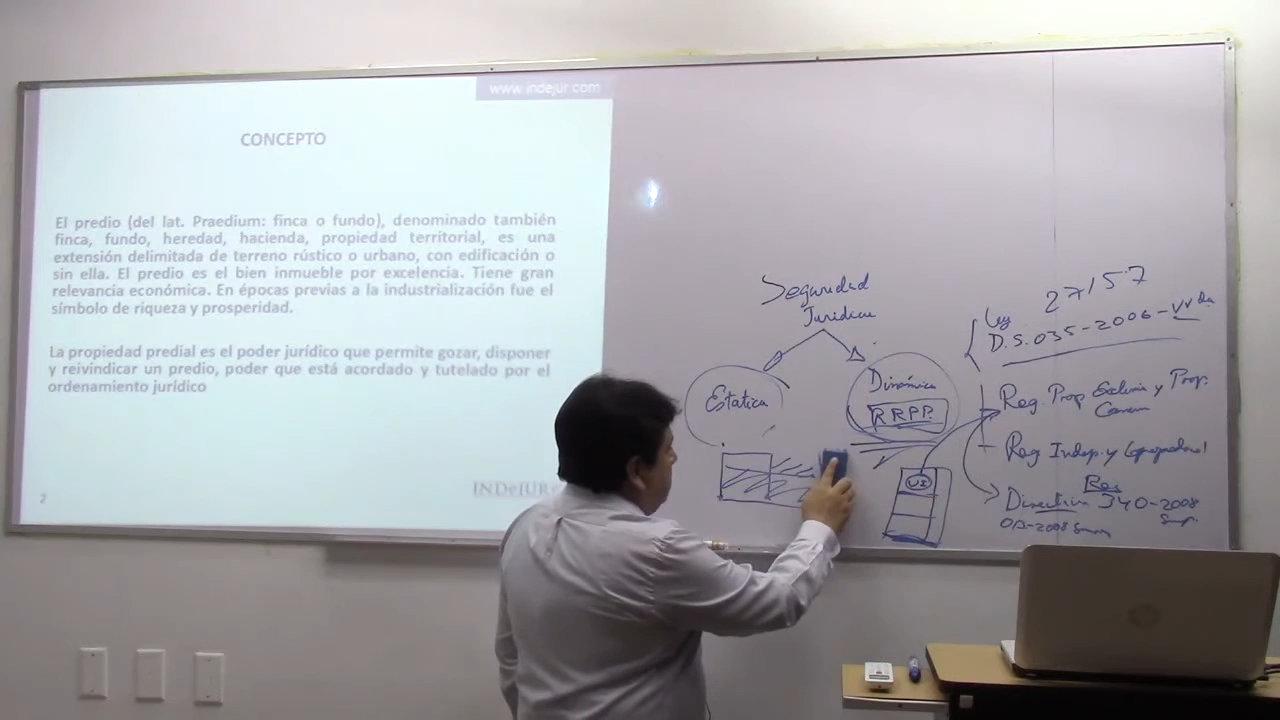 www.indejur.com
CONCEPTO
El predio (del lat. Praedium: finca o fundo), denominado también
finca, fundo, heredad, hacienda, propiedad territorial, es una
extensión delimitada de terreno rústico o urbano, con edificación o
sin ella. El predio es el bien inmueble por excelencia. Tiene gran
relevancia económica. En épocas previas a la industrialización fue el
símbolo de riqueza y prosperidad.
La propiedad predial es el poder jurídico que permite gozar, disponer
y reivindicar un predio, poder que está acordado y tutelado por el
ordenamiento jurídico
2
INDeJUR
Seguridad
Jurídica
Estatica
Dinámica
RRPP.
Ley 27157
D.S. 035-2006-VVda
Reg. Prop Exclusiva y Prop.
Comun
Reg Indep. y Copropiedad
Res
Directiva 340-2008